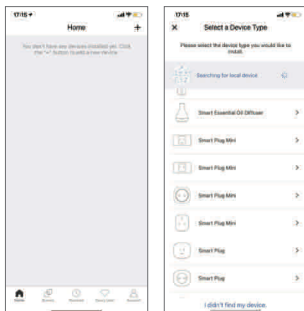 17:15
Home
+
You don't have any devices installed yet. Click
the "+" button to add a new device.
Home
Account
17:15
Select a Device Type
Please select the device type you would like to
install.
Searching for local device
Smart Essential Oil Diffuser
Smart Plug Mini
Smart Plug Mini
Smart Plug Mini
Smart Plug Mini
Smart Plug
Smart Plug
I didn't find my device.